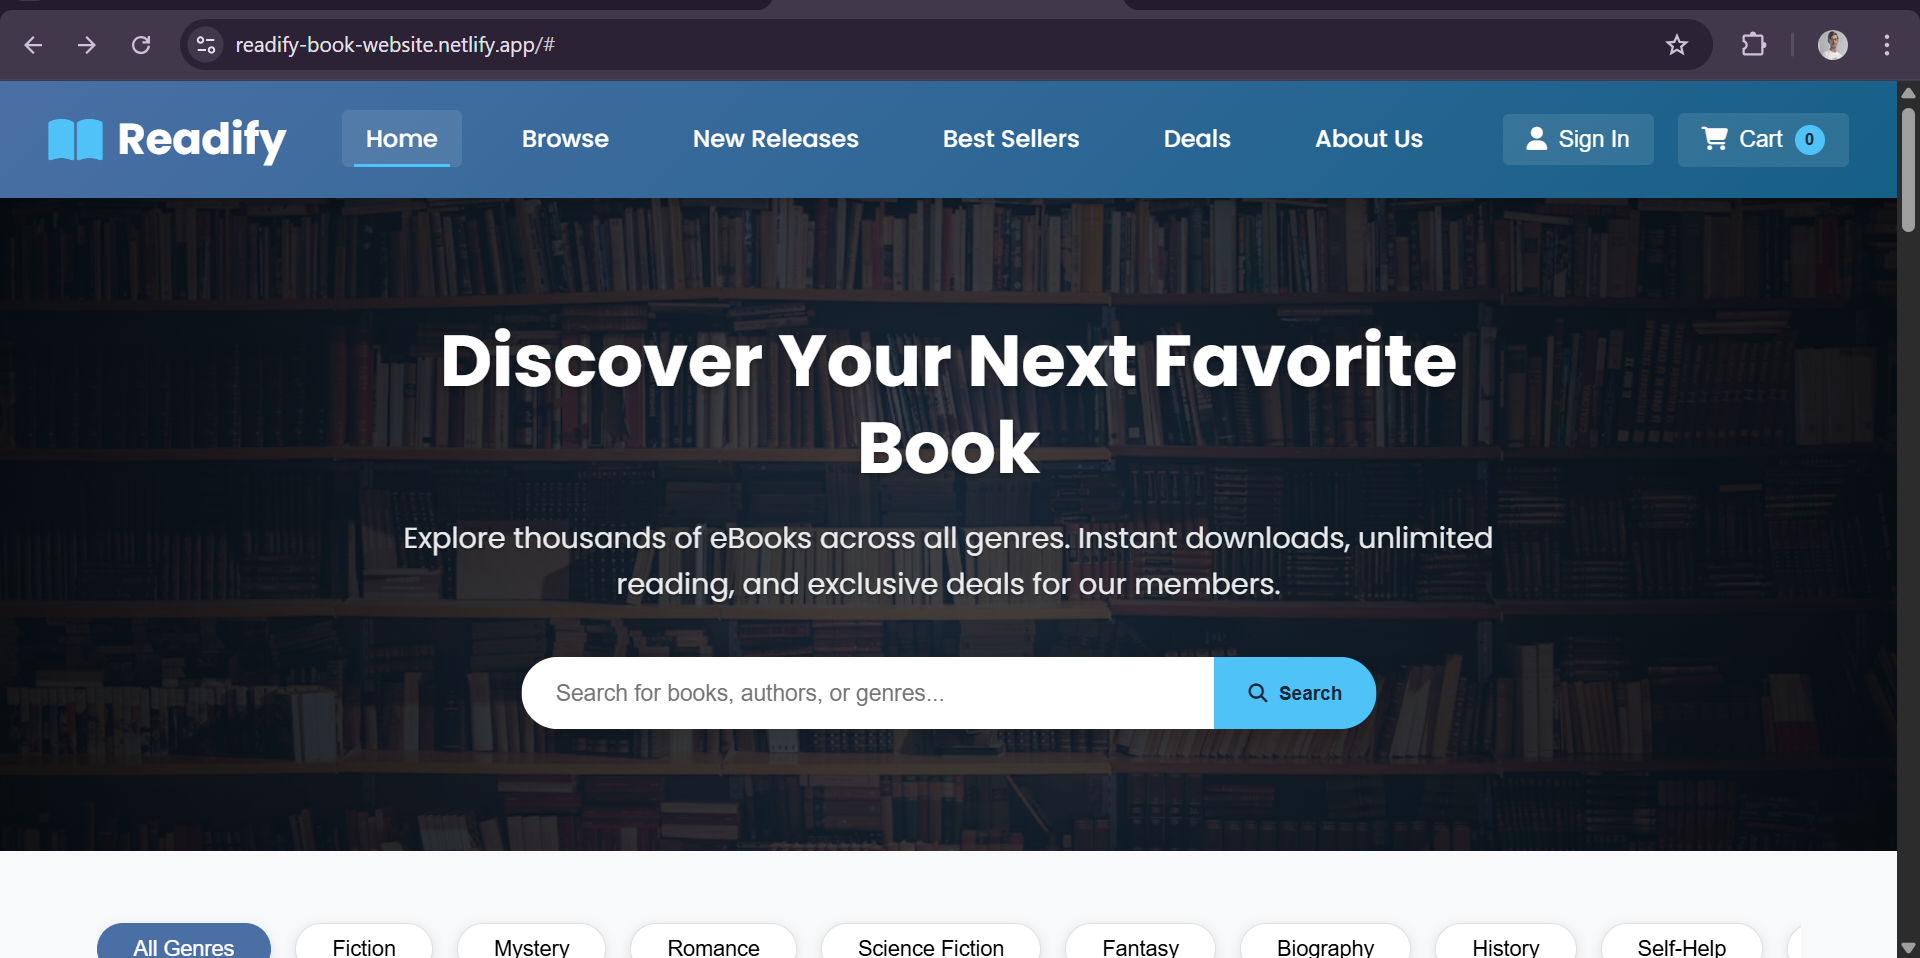 readify-book-website.netlify.app/#
Readify
Home
Browse
New Releases
Best Sellers
Deals
About Us
Sign In
Cart 0
Discover Your Next Favorite
Book
Explore thousands of eBooks across all genres. Instant downloads, unlimited
reading, and exclusive deals for our members.
Search for books, authors, or genres...
Search
All Genres
Fiction
Mystery
Romance
Science Fiction
Fantasy
Biography
History
Self-Help